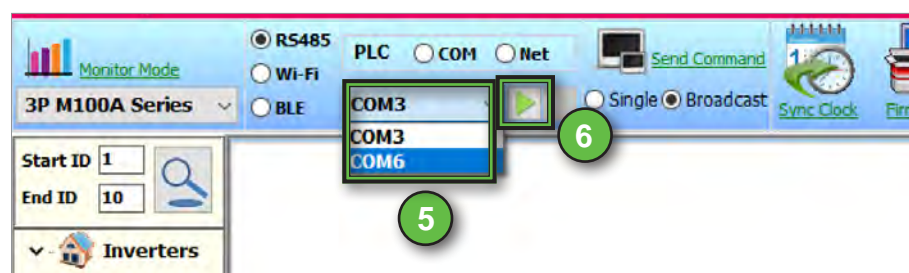 Monitor Mode
3P M100A Series
RS485
Wi-Fi
BLE
PLC COM Net
COM3
COM3
COM6
Send Command
Single Broadcast
1
Sync Clock
Start ID 1
End ID 10
Inverters
5
6